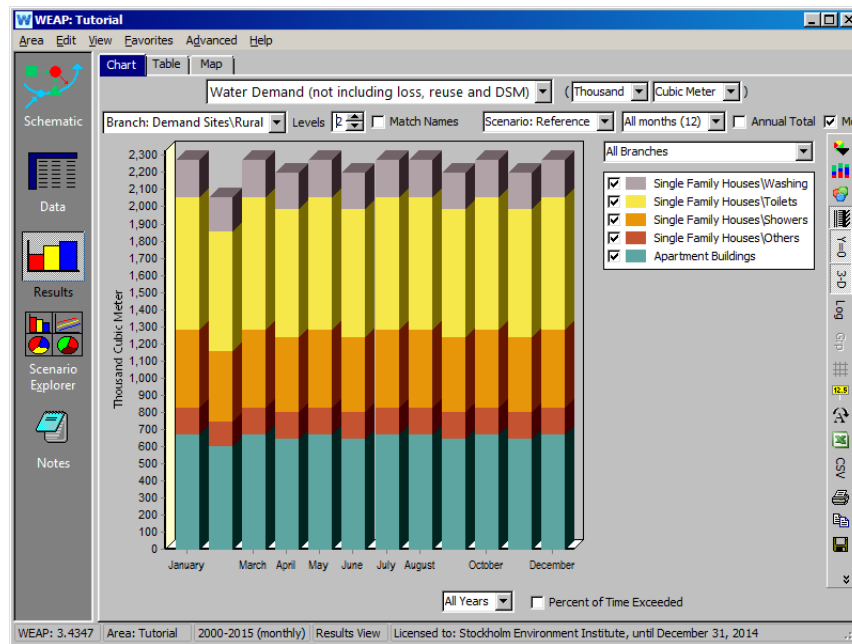 WEAP: Tutorial
Area Edit View Favorites Advanced Help
Chart Table Map
Water Demand (not including loss, reuse and DSM) ( Thousand Cubic Meter )
Branch: Demand Sites\Rural Levels 2 Match Names Scenario: Reference All months (12) Annual Total
All Branches
Single Family Houses\Washing
Single Family Houses\Toilets
Single Family Houses\Showers
Single Family Houses\Others
Apartment Buildings
Schematic
Data
Results
Scenario
Explorer
Notes
Thousand Cubic Meter
2,300
2,200
2,100
2,000
1,900
1,800
1,700
1,600
1,500
1,400
1,300
1,200
1,100
1,000
900
800
700
600
500
400
300
200
100
0
January March April May June July August October December
Y=0
3-D
Log
Grp
12.5
CSV
All Years Percent of Time Exceeded
WEAP: 3.4347 Area: Tutorial 2000-2015 (monthly) Results View Licensed to: Stockholm Environment Institute, until December 31, 2014